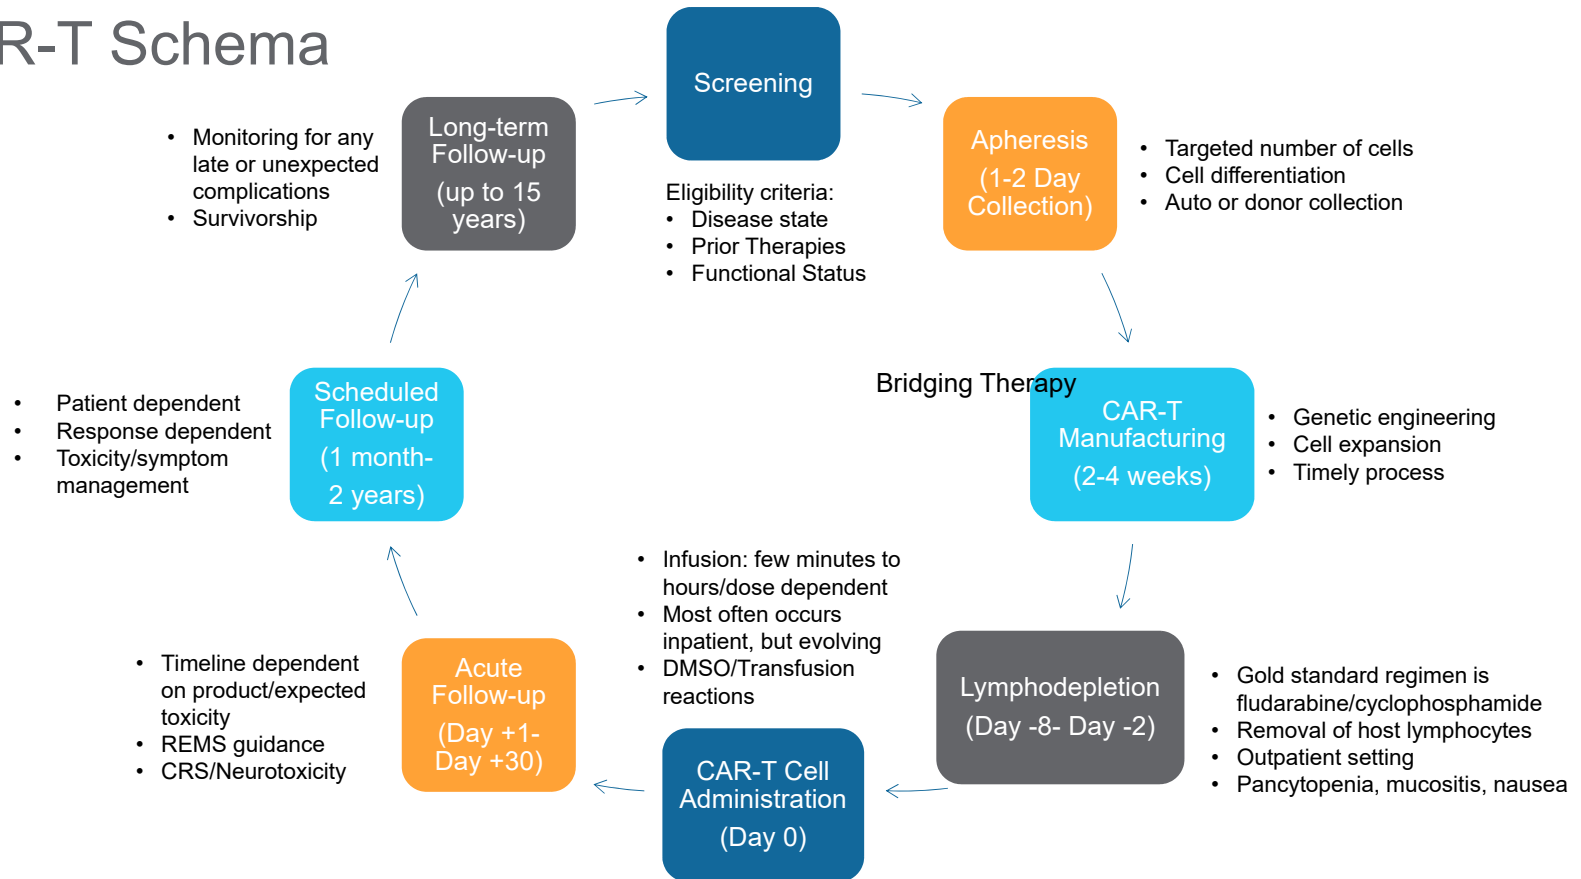 R-T Schema
Screening
Eligibility criteria:
• Disease state
• Prior Therapies
• Functional Status
Apheresis
(1-2 Day
Collection)
• Targeted number of cells
• Cell differentiation
• Auto or donor collection
Bridging Therapy
CAR-T
Manufacturing
(2-4 weeks)
• Genetic engineering
• Cell expansion
• Timely process
Lymphodepletion
(Day -8- Day -2)
• Gold standard regimen is
fludarabine/cyclophosphamide
• Removal of host lymphocytes
• Outpatient setting
• Pancytopenia, mucositis, nausea
• Infusion: few minutes to
hours/dose dependent
• Most often occurs
inpatient, but evolving
• DMSO/Transfusion
reactions
CAR-T Cell
Administration
(Day 0)
Acute
Follow-up
(Day +1-
Day +30)
• Timeline dependent
on product/expected
toxicity
• REMS guidance
• CRS/Neurotoxicity
Scheduled
Follow-up
(1 month-
2 years)
• Patient dependent
• Response dependent
• Toxicity/symptom
management
Long-term
Follow-up
(up to 15
years)
• Monitoring for any
late or unexpected
complications
• Survivorship